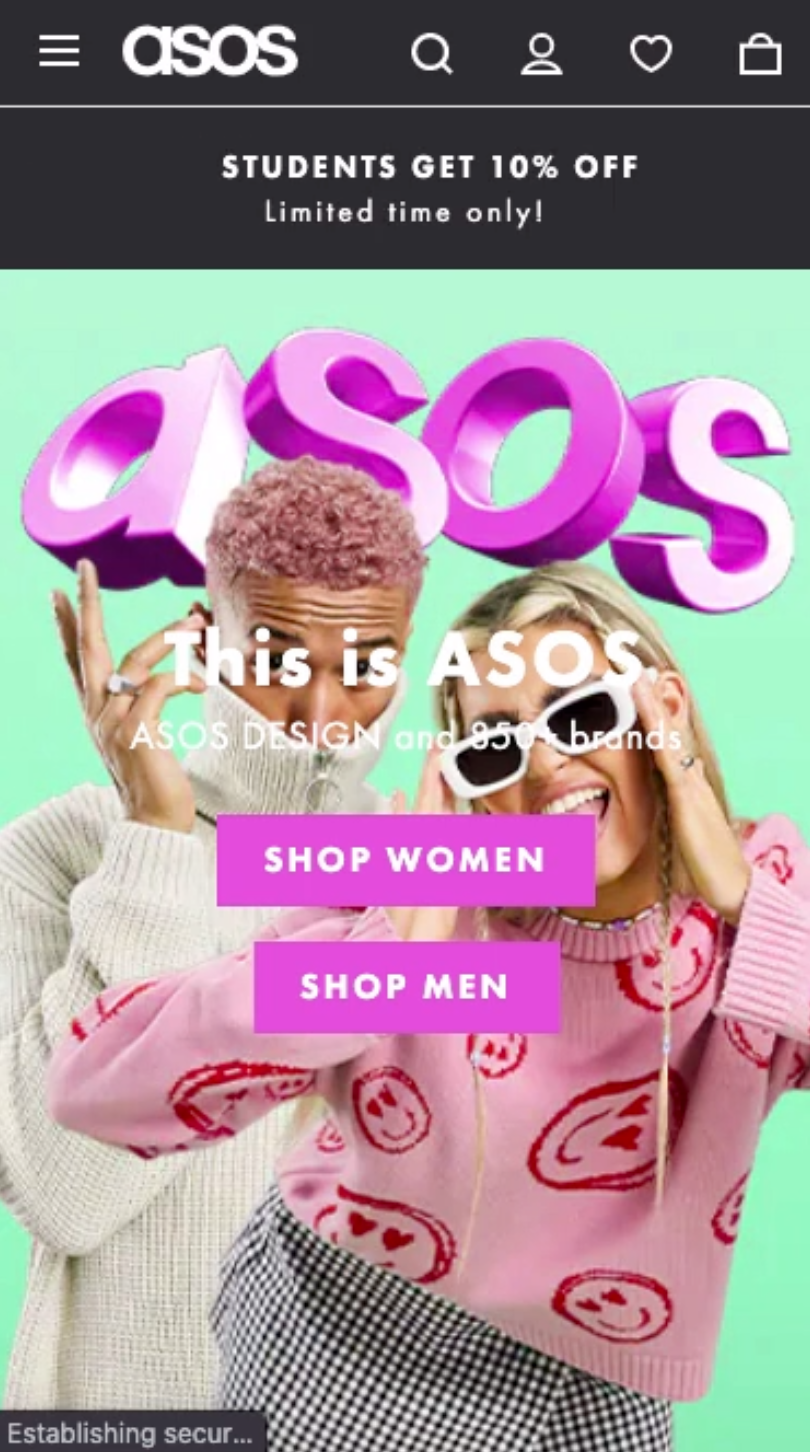 asos
STUDENTS GET 10% OFF
Limited time only!
asos
This is ASOS
ASOS DESIGN and 850+ brands
SHOP WOMEN
SHOP MEN
Establishing secur...